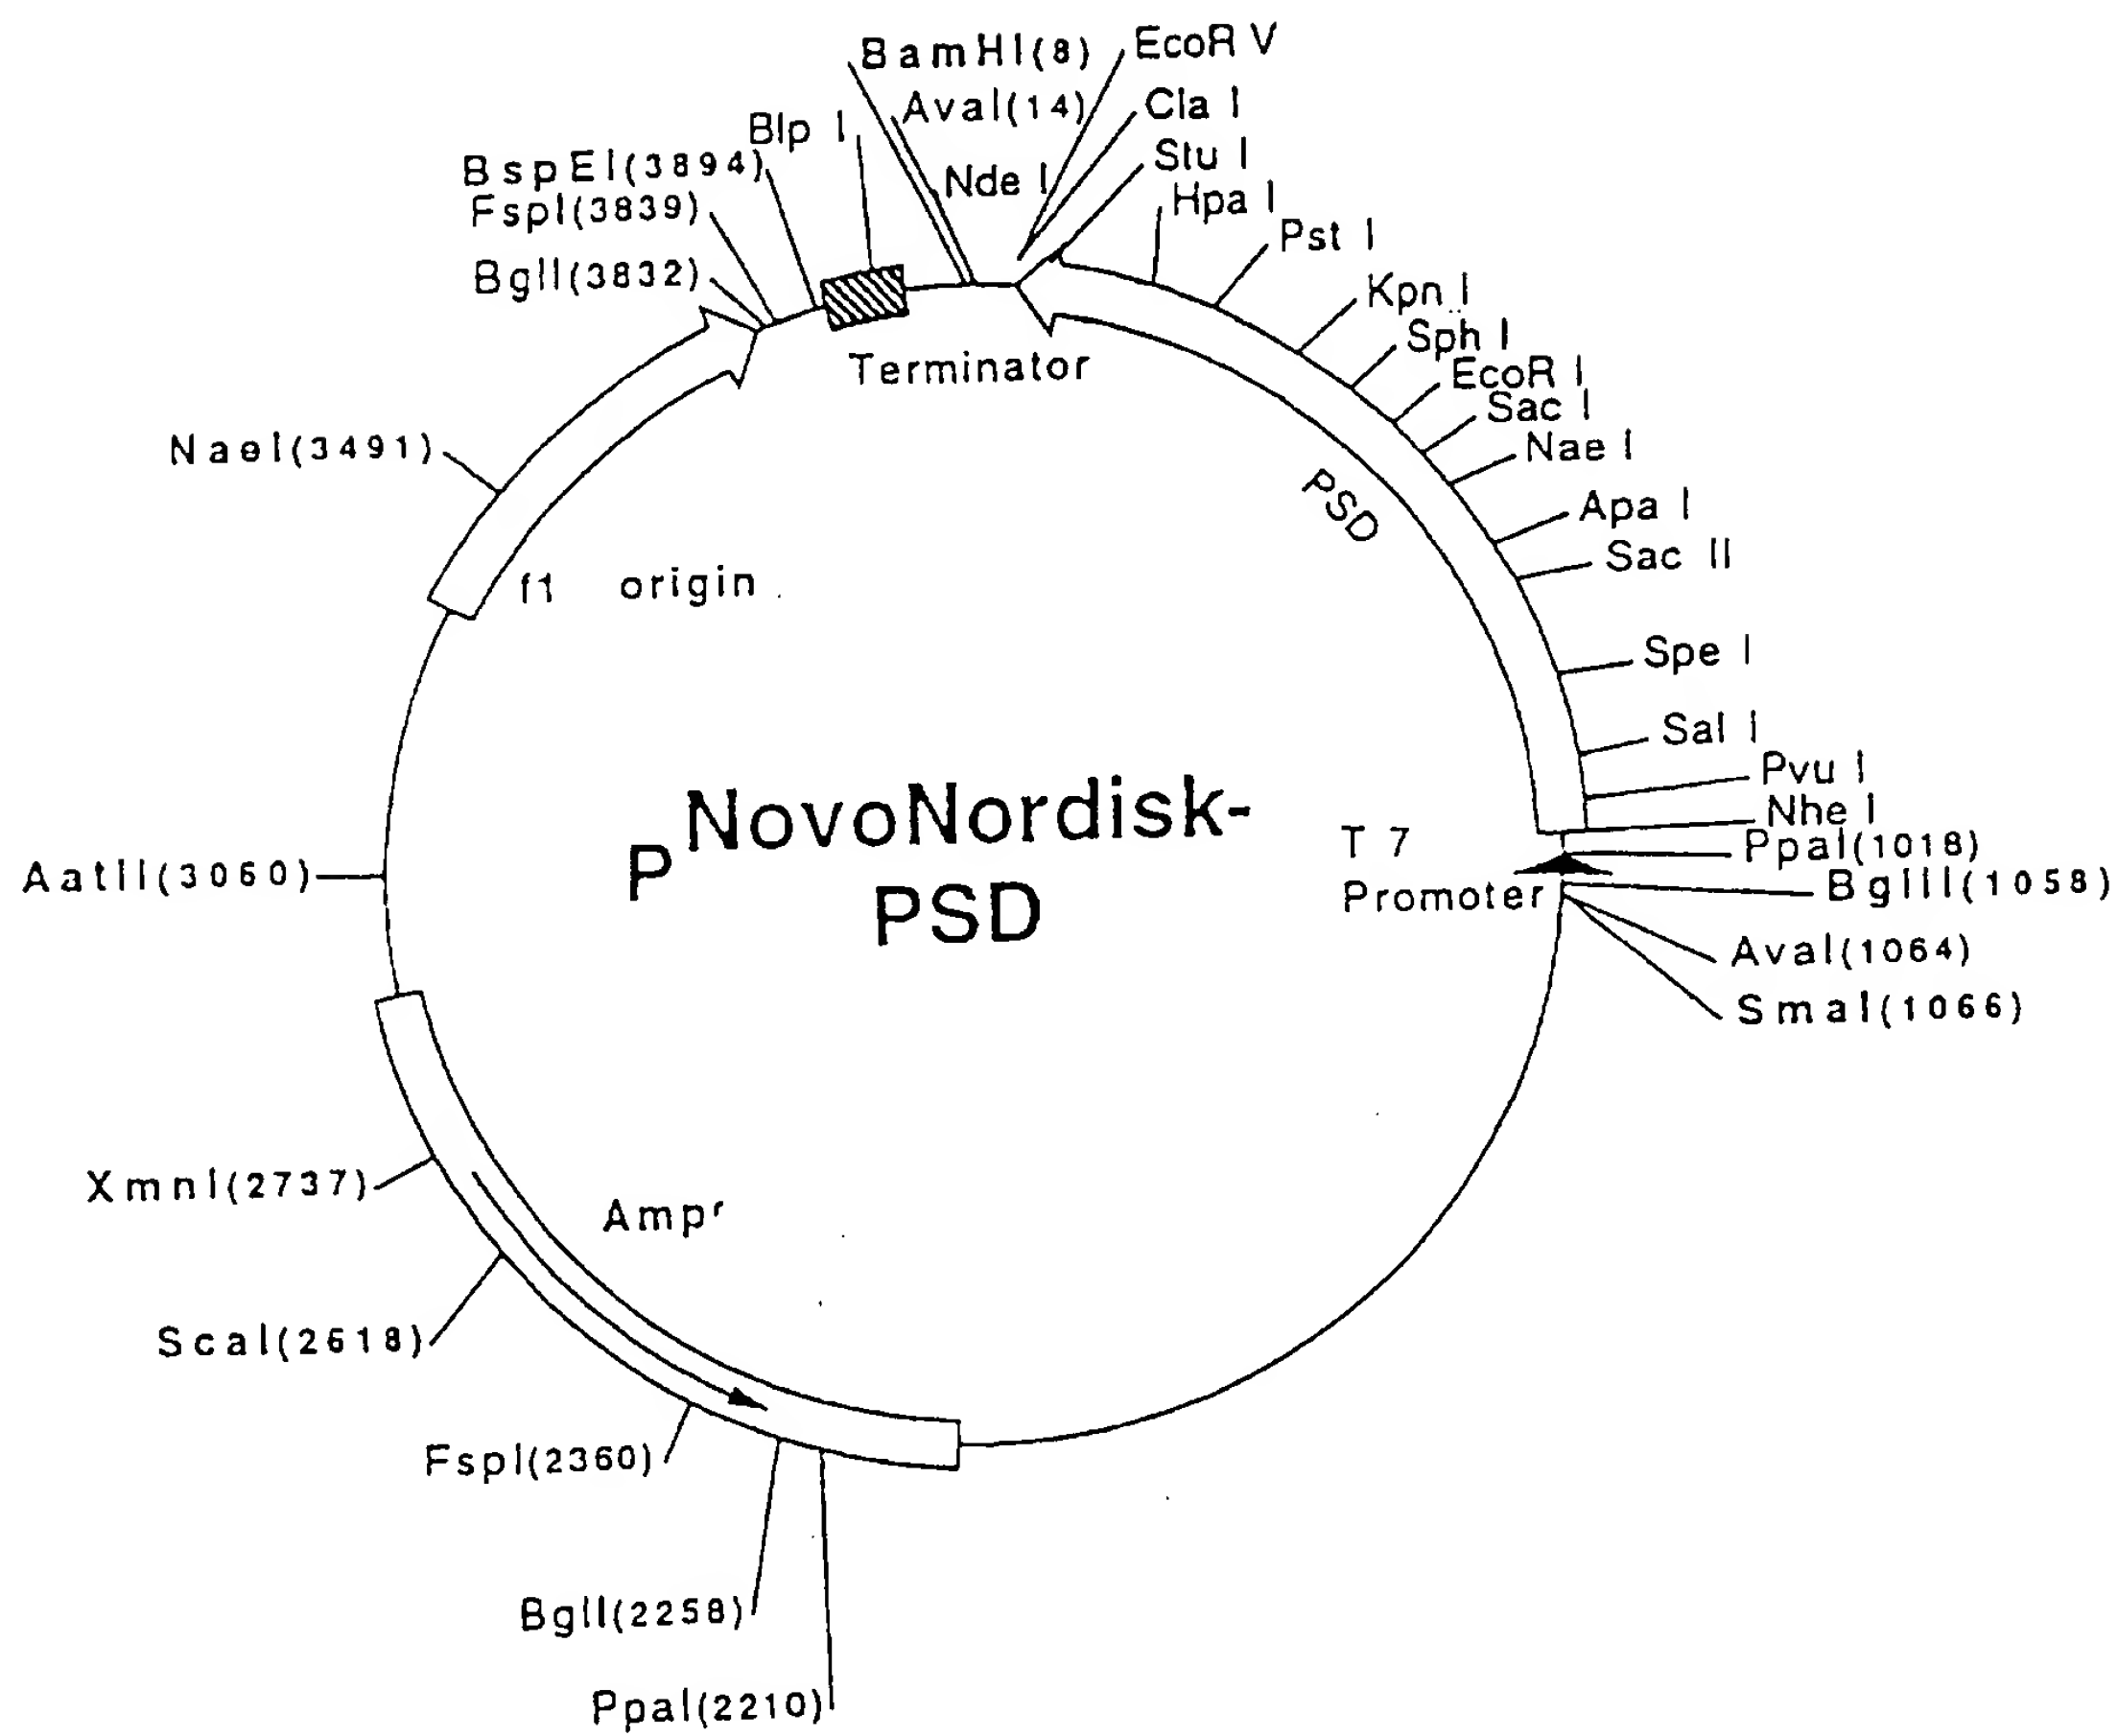 BamHI(8)
EcoR V
AvaI(14)
Cla I
Blp I
Stu I
BspEI(3894)
Nde I
Hpa I
FspI(3839)
Pst I
BglI(3832)
Kpn I
Sph I
Terminator
EcoR I
Sac I
NaeI(3491)
Nae I
PSD
Apa I
Sac II
f1 origin
Spe I
Sal I
Pvu I
pNovoNordisk-
PSD
Nhe I
T 7
Promoter
PpaI(1018)
AatII(3060)
BglII(1058)
AvaI(1064)
SmaI(1066)
XmnI(2737)
Ampr
ScaI(2618)
FspI(2360)
BglI(2258)
PpaI(2210)